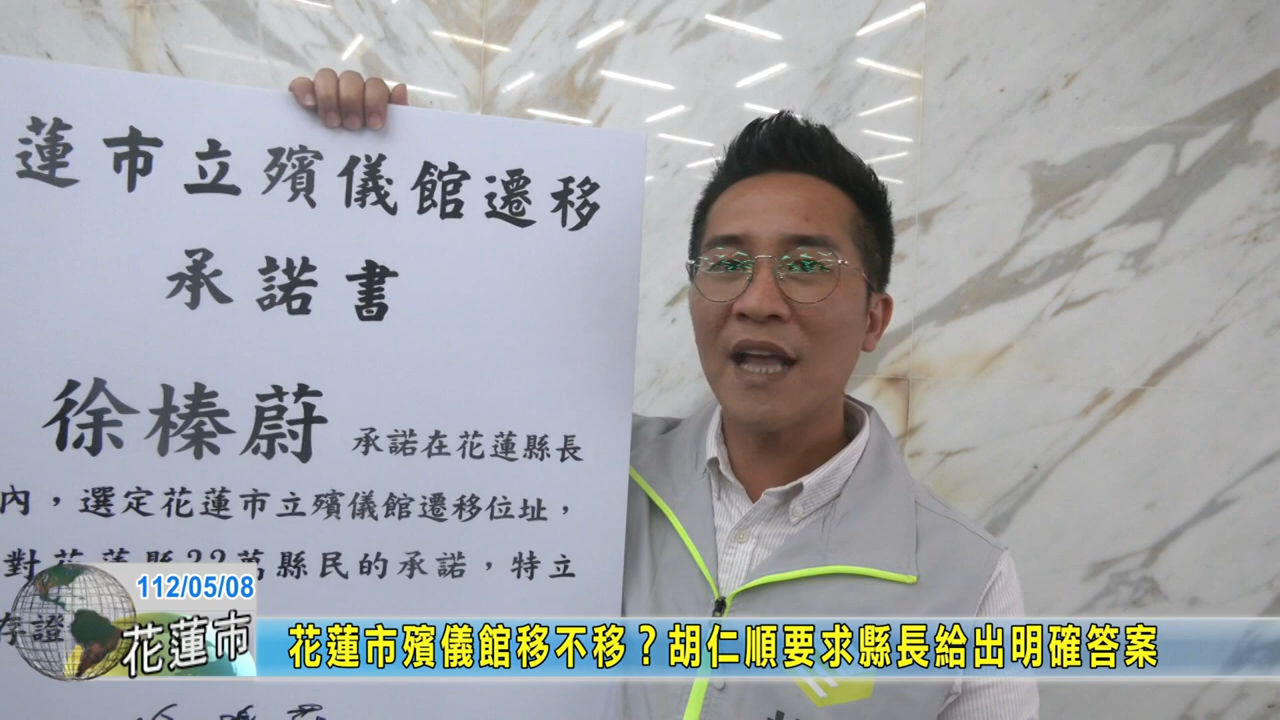 蓮市立殯儀館遷移
承諾書
徐榛蔚 承諾在花蓮縣長
內，選定花蓮市立殯儀館遷移位址，
對花蓮縣22萬縣民的承諾，特立
存證
112/05/08
花蓮市
花蓮市殯儀館移不移？胡仁順要求縣長給出明確答案